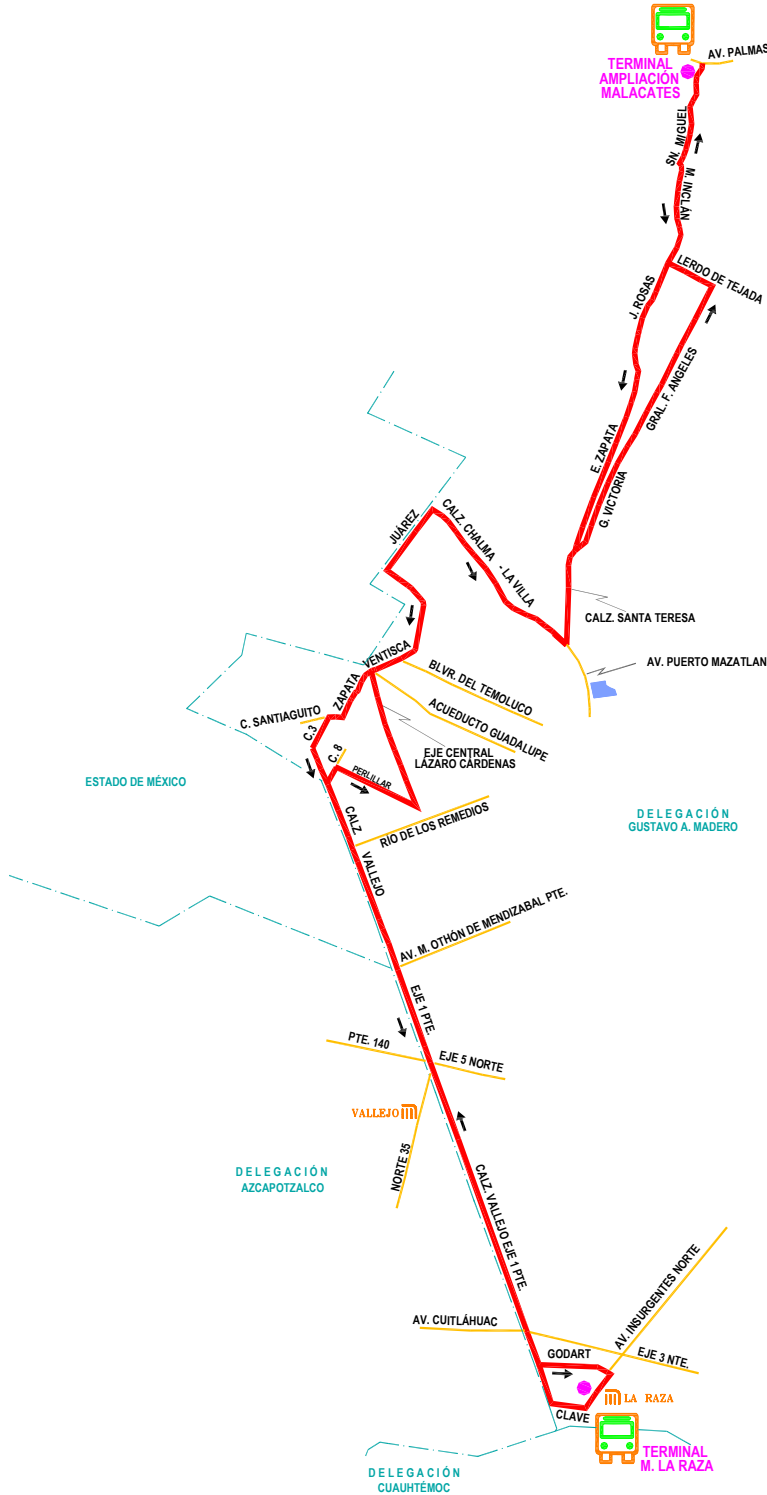 AV. PALMAS
TERMINAL
AMPLIACIÓN
MALACATES
SN. MIGUEL
M. INCLÁN
LERDO DE TEJADA
J. ROSAS
GRAL. F. ANGELES
E. ZAPATA
G. VICTORIA
JUÁREZ
CALZ. CHALMA - LA VILLA
CALZ. SANTA TERESA
AV. PUERTO MAZATLAN
VENTISCA
BLVR. DEL TEMOLUCO
ZAPATA
ACUEDUCTO GUADALUPE
C. SANTIAGUITO
C.3
C. 8
EJE CENTRAL
LÁZARO CÁRDENAS
PERLILLAR
ESTADO DE MÉXICO
DELEGACIÓN
GUSTAVO A. MADERO
RIO DE LOS REMEDIOS
CALZ. VALLEJO
AV. M. OTHÓN DE MENDIZABAL PTE.
EJE 1 PTE.
PTE. 140
EJE 5 NORTE
VALLEJO
NORTE 35
DELEGACIÓN
AZCAPOTZALCO
CALZ. VALLEJO EJE 1 PTE.
AV. INSURGENTES NORTE
AV. CUITLÁHUAC
EJE 3 NTE.
GODART
LA RAZA
CLAVE
TERMINAL
M. LA RAZA
DELEGACIÓN
CUAUHTÉMOC